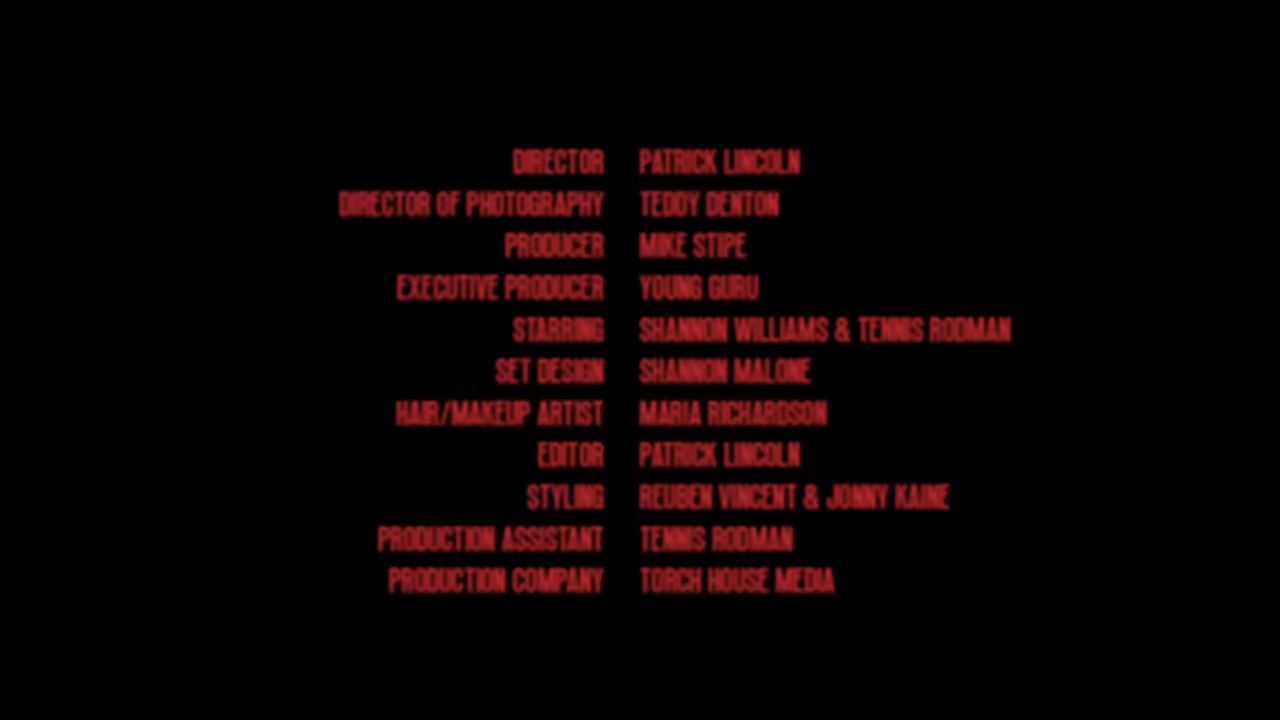 DIRECTOR PATRICK LINCOLN
DIRECTOR OF PHOTOGRAPHY TEDDY DENTON
PRODUCER MIKE STIPE
EXECUTIVE PRODUCER YOUNG GURU
STARRING SHANNON WILLIAMS & TENNIS RODMAN
SET DESIGN SHANNON MALONE
HAIR/MAKEUP ARTIST MARIA RICHARDSON
EDITOR PATRICK LINCOLN
STYLING REUBEN VINCENT & JONNY KAINE
PRODUCTION ASSISTANT TENNIS RODMAN
PRODUCTION COMPANY TORCH HOUSE MEDIA